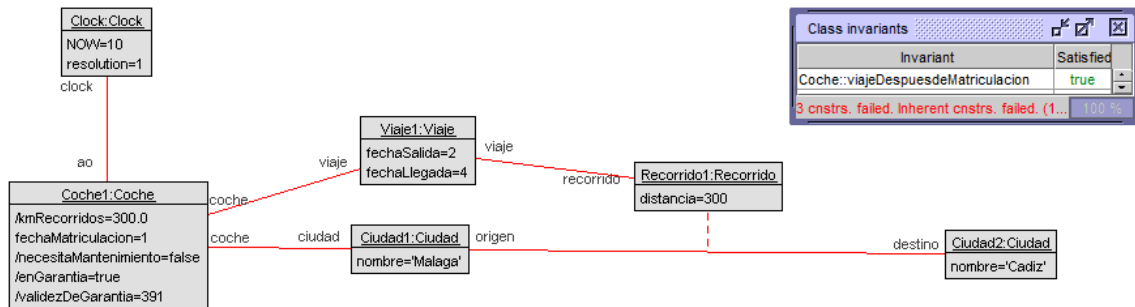 Clock:Clock
NOW=10
resolution=1
clock
ao
Coche1:Coche
/kmRecorridos=300.0
fechaMatriculacion=1
/necesitaMantenimiento=false
/enGarantia=true
/validezDeGarantia=391
coche
viaje
Viaje1:Viaje
fechaSalida=2
fechaLlegada=4
viaje
recorrido
Recorrido1:Recorrido
distancia=300
coche
ciudad
Ciudad1:Ciudad
nombre='Malaga'
origen
destino
Ciudad2:Ciudad
nombre='Cadiz'
Class invariants
Invariant Satisfied
Coche::viajeDespuesdeMatriculacion true
3 cnstrs. failed. Inherent cnstrs. failed. (1... 100 %